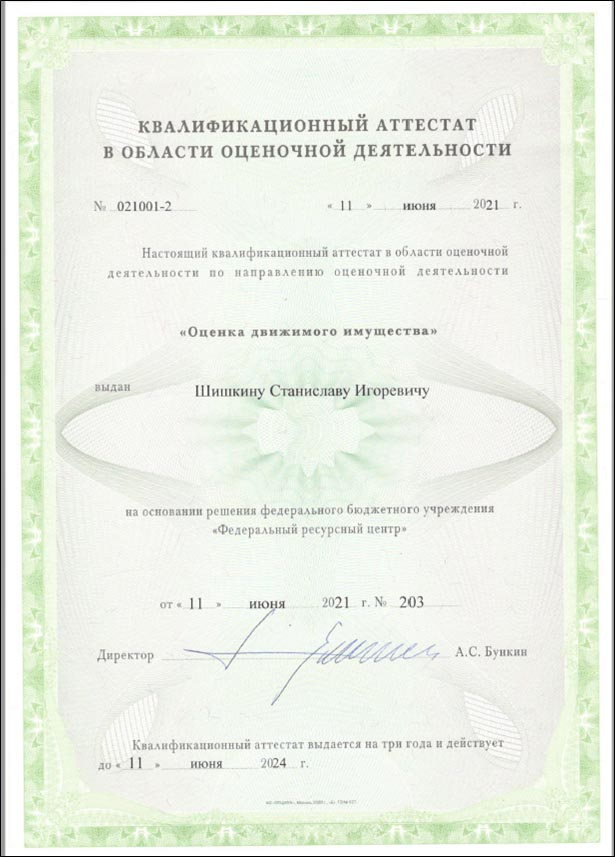 КВАЛИФИКАЦИОННЫЙ АТТЕСТАТ
В ОБЛАСТИ ОЦЕНОЧНОЙ ДЕЯТЕЛЬНОСТИ
№ 021001-2 « 11 » июня 2021 г.
Настоящий квалификационный аттестат в области оценочной
деятельности по направлению оценочной деятельности
«Оценка движимого имущества»
выдан Шишкину Станиславу Игоревичу
на основании решения федерального бюджетного учреждения
«Федеральный ресурсный центр»
от « 11 » июня 2021 г. № 203
Директор А.С. Бункин
Квалификационный аттестат выдается на три года и действует
до « 11 » июня 2024 г.